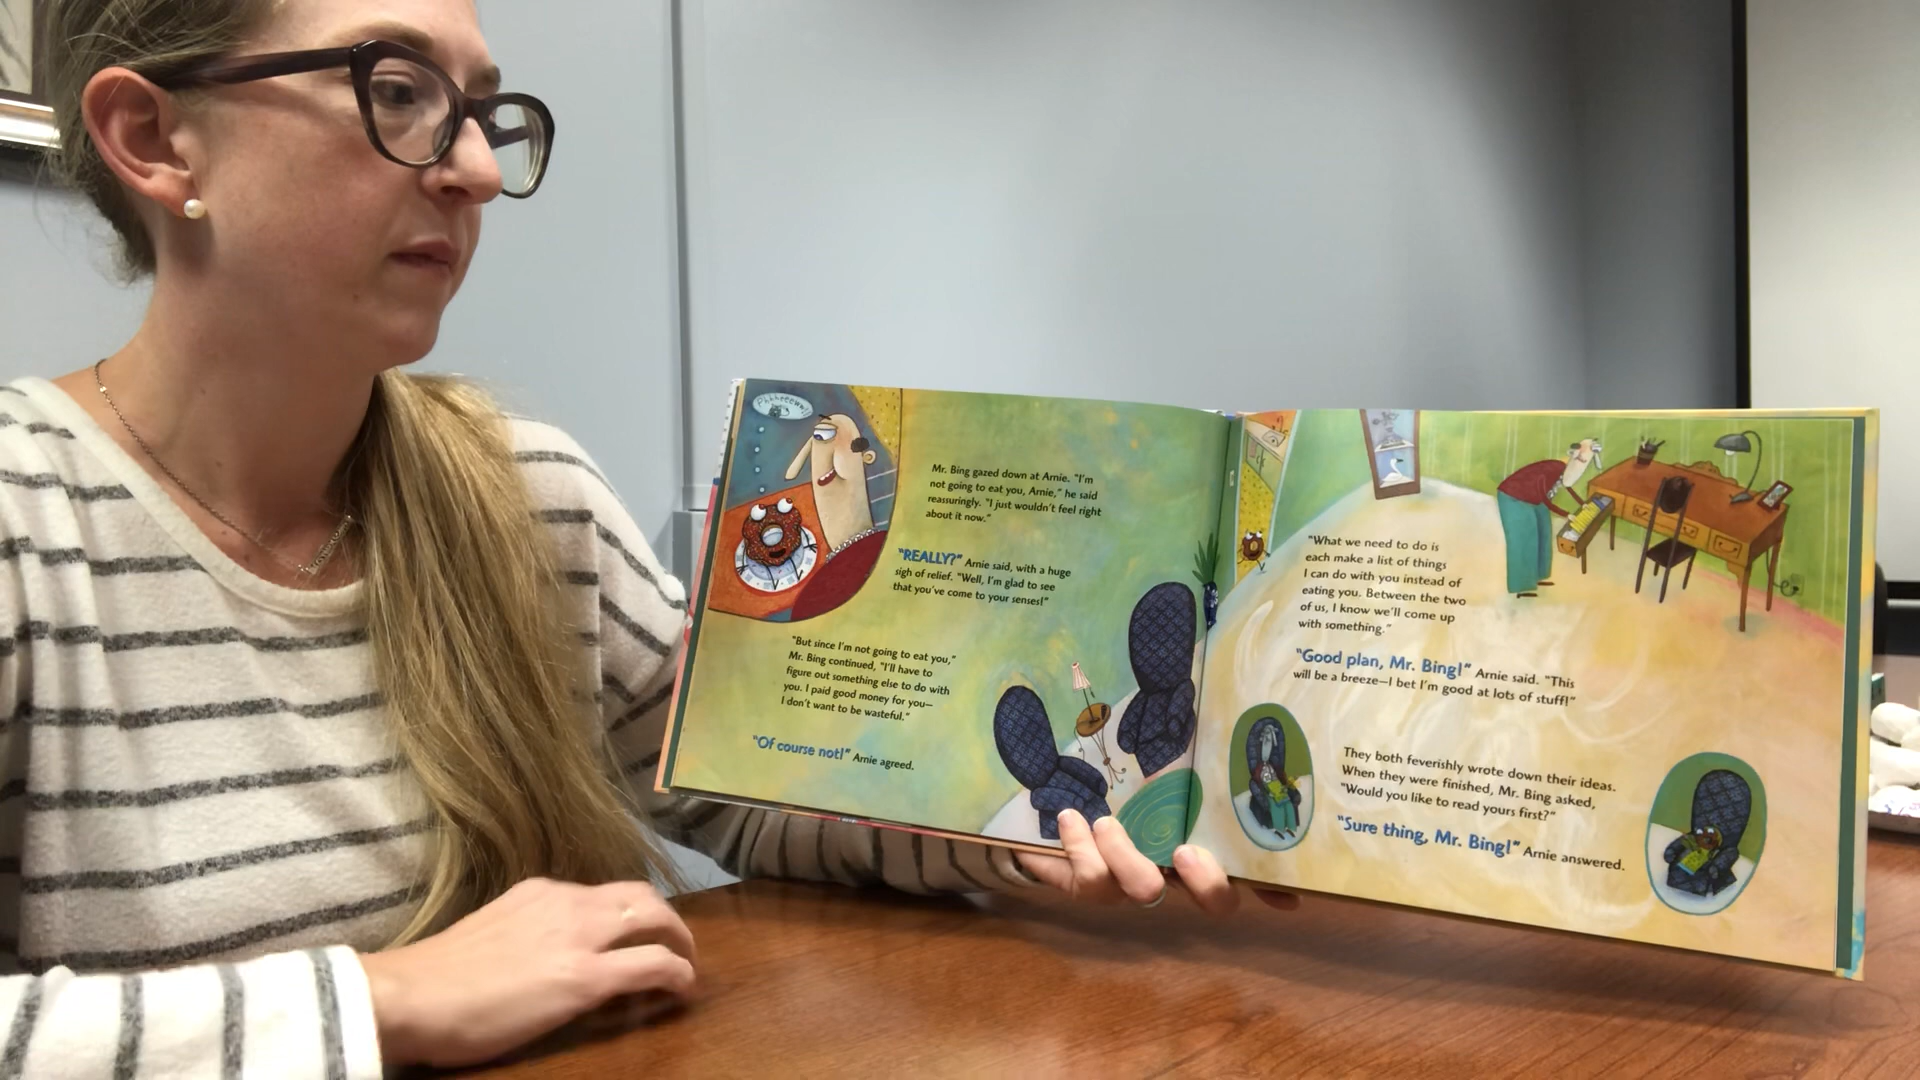 Phhheeeww!!
Mr. Bing gazed down at Arnie. "I'm
not going to eat you, Arnie," he said
reassuringly. "I just wouldn't feel right
about it now."
"REALLY?" Arnie said, with a huge
sigh of relief. "Well, I'm glad to see
that you've come to your senses!"
"But since I'm not going to eat you,"
Mr. Bing continued, "I'll have to
figure out something else to do with
you. I paid good money for you—
I don't want to be wasteful."
"Of course not!" Arnie agreed.
"What we need to do is
each make a list of things
I can do with you instead of
eating you. Between the two
of us, I know we'll come up
with something."
"Good plan, Mr. Bing!" Arnie said. "This
will be a breeze—I bet I'm good at lots of stuff!"
They both feverishly wrote down their ideas.
When they were finished, Mr. Bing asked,
"Would you like to read yours first?"
"Sure thing, Mr. Bing!" Arnie answered.